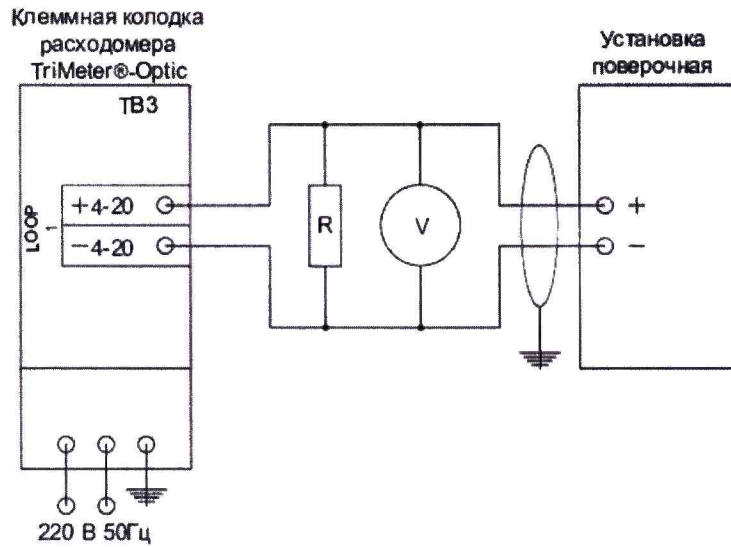 Клеммная колодка
расходомера
TriMeter®-Optic
Установка
поверочная
ТВ3
LOOP
1
+4-20
−4-20
R
V
+
−
220 В 50Гц